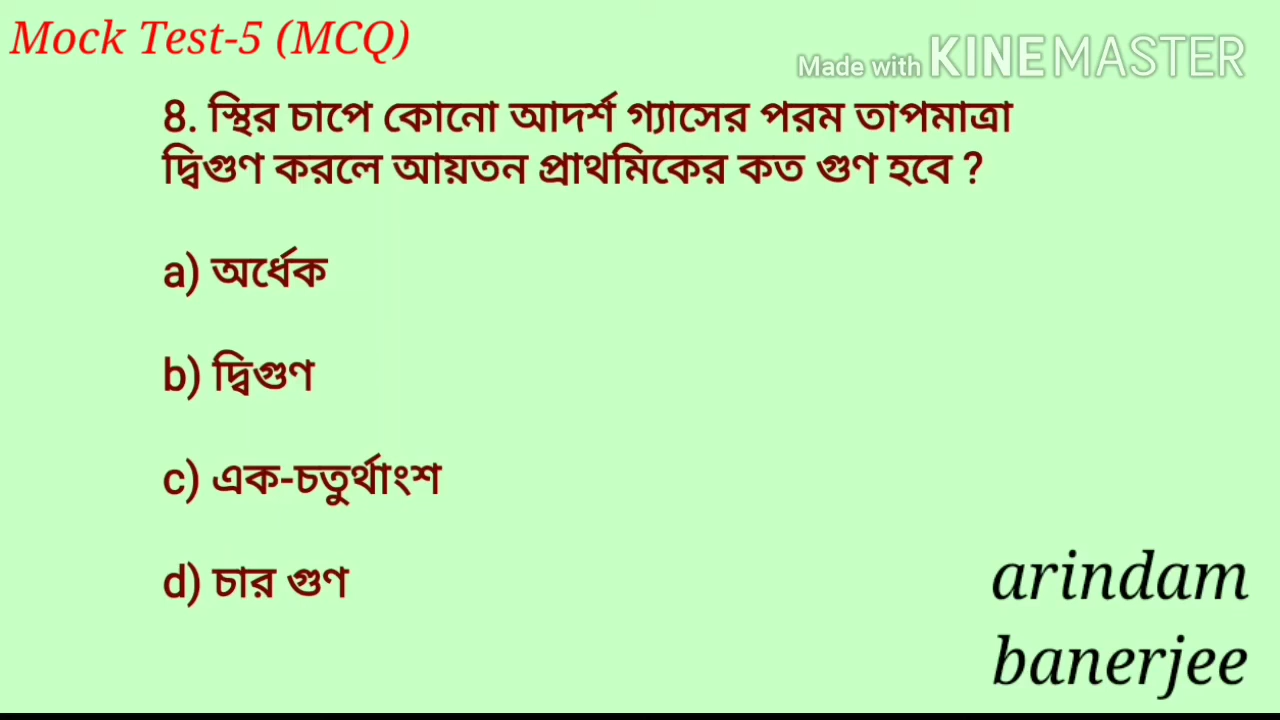 Mock Test-5 (MCQ)
Made with KINEMASTER
8. স্থির চাপে কোনো আদর্শ গ্যাসের পরম তাপমাত্রা
দ্বিগুণ করলে আয়তন প্রাথমিকের কত গুণ হবে ?
a) অর্ধেক
b) দ্বিগুণ
c) এক-চতুর্থাংশ
d) চার গুণ
arindam
banerjee